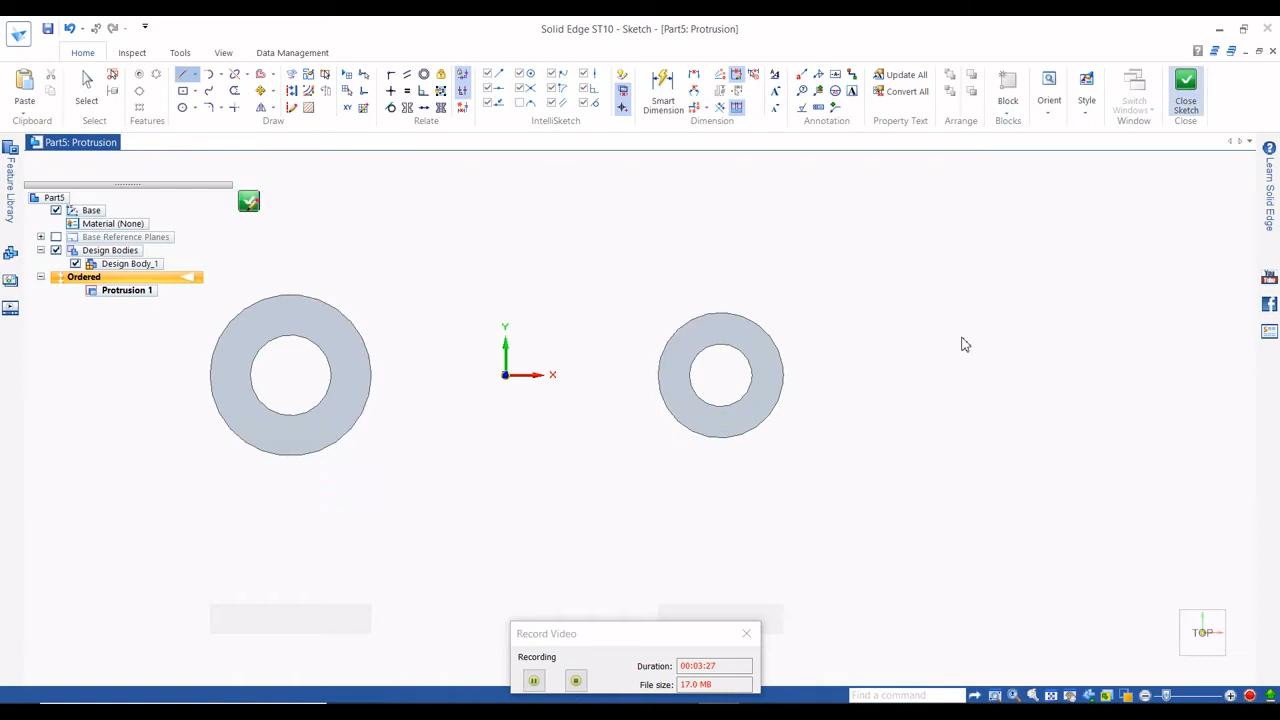 Solid Edge ST10 - Sketch - [Part5: Protrusion]
Home
Inspect
Tools
View
Data Management
Paste
Select
Smart
Dimension
Update All
Convert All
Block
Orient
Style
Switch
Windows
Close
Sketch
Clipboard
Select
Features
Draw
Relate
IntelliSketch
Dimension
Annotation
Property Text
Arrange
Blocks
Window
Close
Part5: Protrusion
Feature Library
Learn Solid Edge
Part5
Base
Material (None)
Base Reference Planes
Design Bodies
Design Body_1
Ordered
Protrusion 1
Y
X
TOP
Record Video
Recording
Duration: 00:03:27
File size: 17.0 MB
Find a command